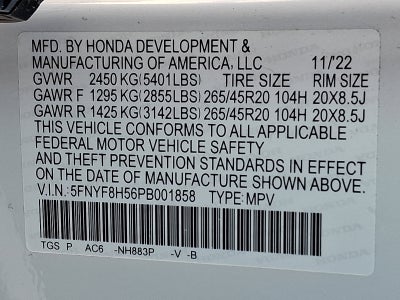 MFD. BY HONDA DEVELOPMENT &
MANUFACTURING OF AMERICA, LLC 11/'22
GVWR 2450 KG(5401LBS) TIRE SIZE RIM SIZE
GAWR F 1295 KG(2855LBS) 265/45R20 104H 20X8.5J
GAWR R 1425 KG(3142LBS) 265/45R20 104H 20X8.5J
THIS VEHICLE CONFORMS TO ALL APPLICABLE
FEDERAL MOTOR VEHICLE SAFETY
AND THEFT PREVENTION STANDARDS IN EFFECT
ON THE DATE OF MANUFACTURE SHOWN ABOVE.
V.I.N.: 5FNYF8H56PB001858 TYPE: MPV
TGS P AC6 -NH883P -V -B